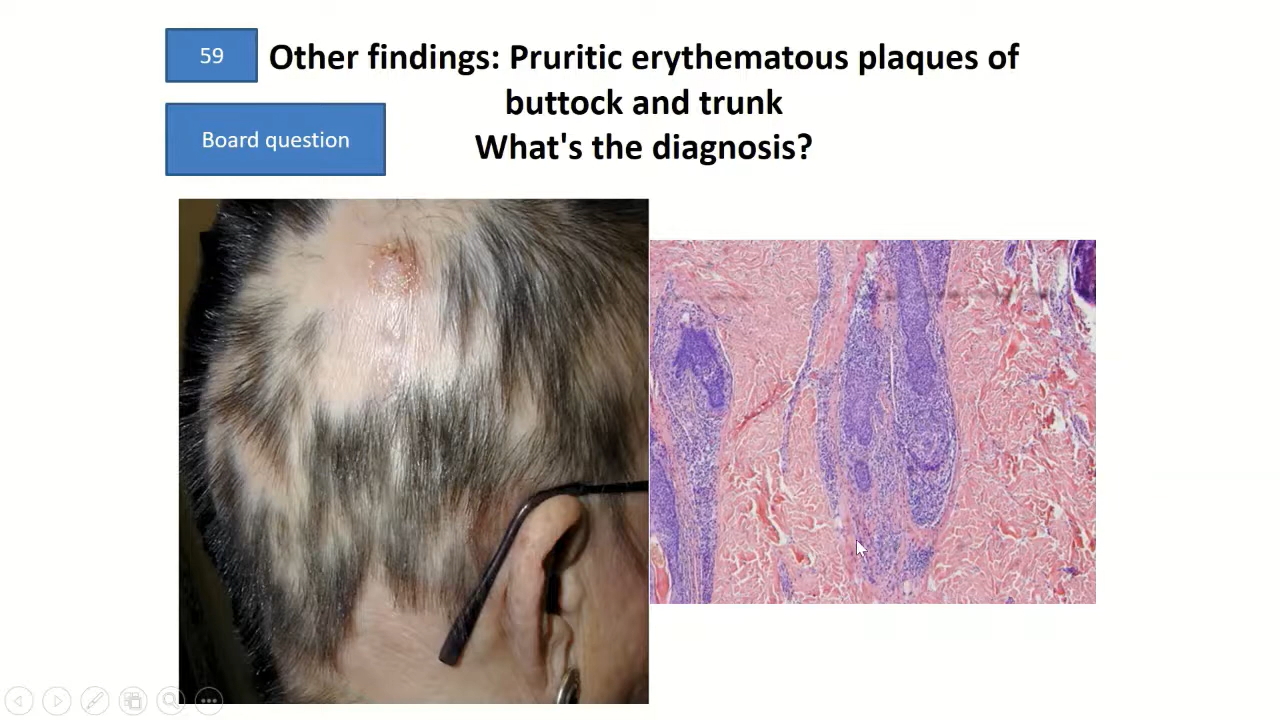 59
Other findings: Pruritic erythematous plaques of
buttock and trunk
Board question
What's the diagnosis?